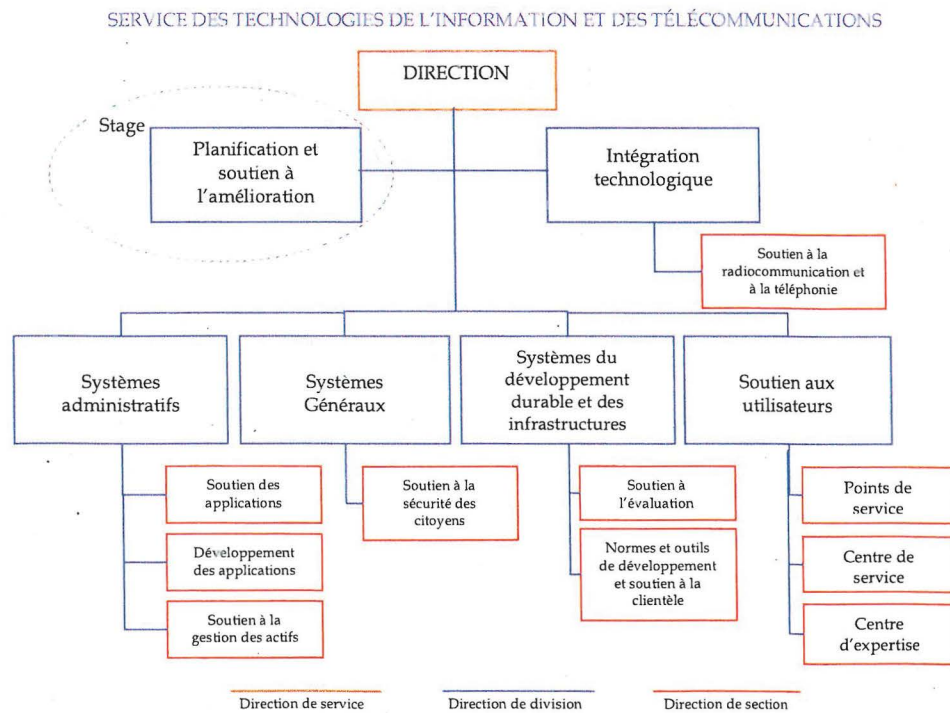 SERVICE DES TECHNOLOGIES DE L'INFORMATION ET DES TÉLÉCOMMUNICATIONS
DIRECTION
Stage
Planification et
soutien à
l'amélioration
Intégration
technologique
Soutien à la
radiocommunication et
à la téléphonie
Systèmes
administratifs
Systèmes
Généraux
Systèmes du
développement
durable et des
infrastructures
Soutien aux
utilisateurs
Soutien des
applications
Développement
des applications
Soutien à la
gestion des actifs
Soutien à la
sécurité des
citoyens
Soutien à
l'évaluation
Normes et outils
de développement
et soutien à la
clientèle
Points de
service
Centre de
service
Centre
d'expertise
Direction de service
Direction de division
Direction de section